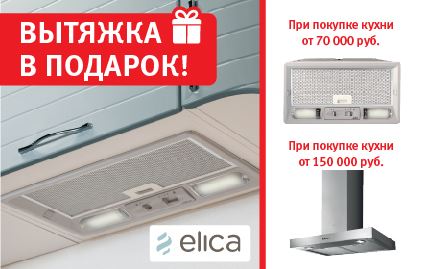 ВЫТЯЖКА
В ПОДАРОК!
elica
При покупке кухни
от 70 000 руб.
При покупке кухни
от 150 000 руб.